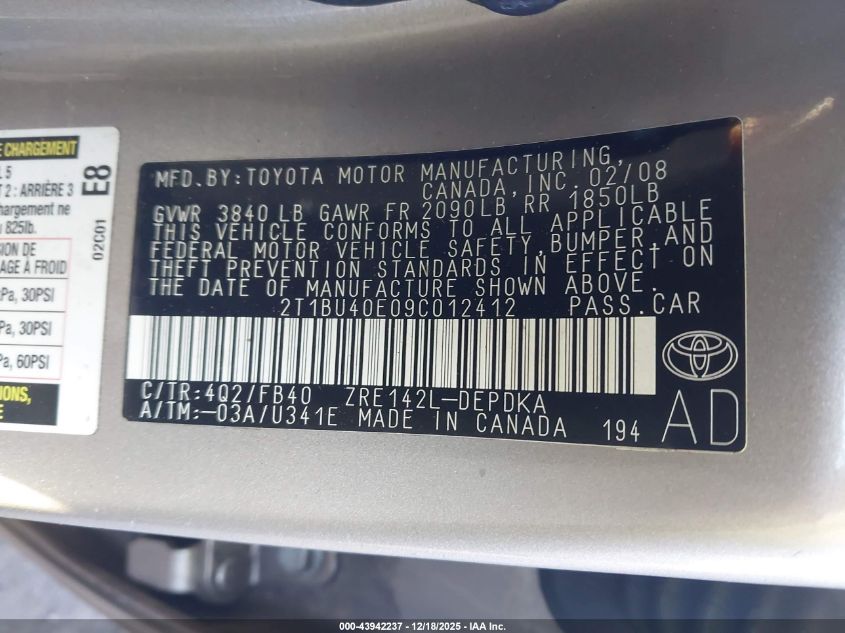 E CHARGEMENT
L 5
T 2 : ARRIÈRE 3
chargement ne
825lb.
SION DE
AGE À FROID
Pa, 30PSI
Pa, 30PSI
Pa, 60PSI
IONS,
E
E8
02C01
MFD.BY:TOYOTA MOTOR MANUFACTURING,
CANADA,INC. 02/08
GVWR 3840 LB GAWR FR 2090LB RR 1850LB
THIS VEHICLE CONFORMS TO ALL APPLICABLE
FEDERAL MOTOR VEHICLE SAFETY,BUMPER,AND
THEFT PREVENTION STANDARDS IN EFFECT ON
THE DATE OF MANUFACTURE SHOWN ABOVE.
2T1BU40E09C012412 PASS.CAR
C/TR:4Q2/FB40 ZRE142L-DEPDKA
A/TM:-03A/U341E MADE IN CANADA 194
AD
000-43942237 - 12/18/2025 - IAA Inc.